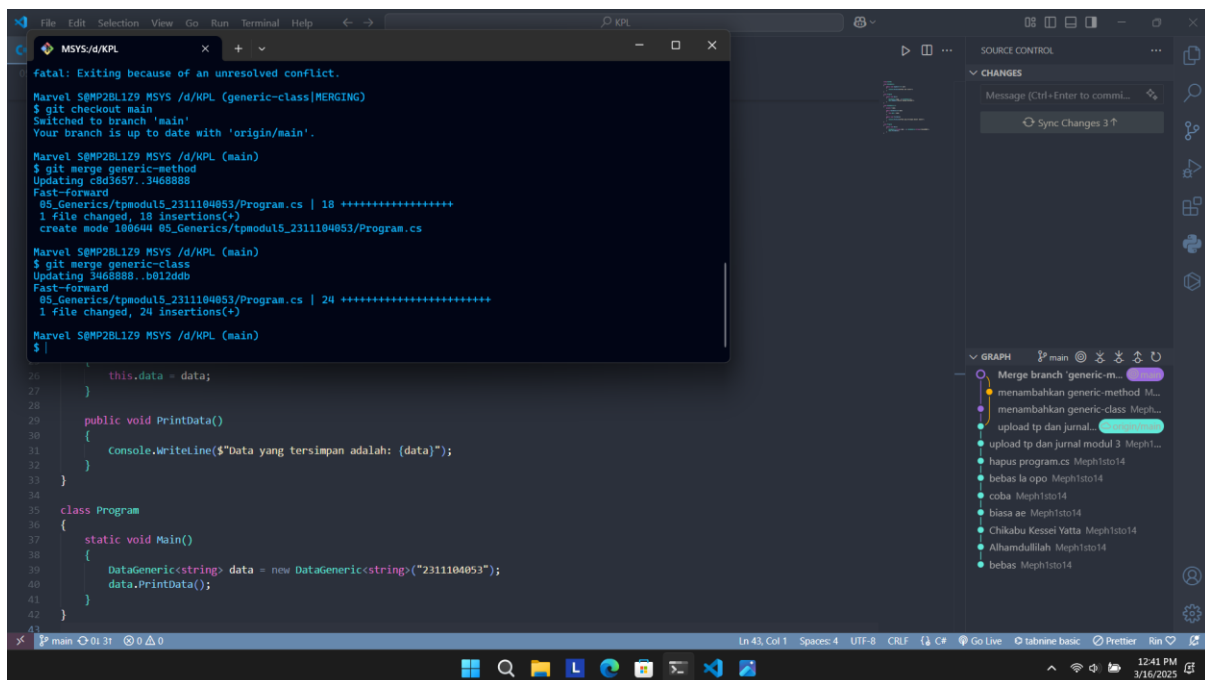 File Edit Selection View Go Run Terminal Help
KPL
MSYS:/d/KPL
fatal: Exiting because of an unresolved conflict.
Marvel S@MP2BL1Z9 MSYS /d/KPL (generic-class|MERGING)
$ git checkout main
Switched to branch 'main'
Your branch is up to date with 'origin/main'.
Marvel S@MP2BL1Z9 MSYS /d/KPL (main)
$ git merge generic-method
Updating c8d3657..3468888
Fast-forward
05_Generics/tpmodul5_2311104053/Program.cs | 18 ++++++++++++++++++
1 file changed, 18 insertions(+)
create mode 100644 05_Generics/tpmodul5_2311104053/Program.cs
Marvel S@MP2BL1Z9 MSYS /d/KPL (main)
$ git merge generic-class
Updating 3468888..b012ddb
Fast-forward
05_Generics/tpmodul5_2311104053/Program.cs | 24 ++++++++++++++++++++++++
1 file changed, 24 insertions(+)
Marvel S@MP2BL1Z9 MSYS /d/KPL (main)
$
26 this.data = data;
27 }
28
29 public void PrintData()
30 {
31 Console.WriteLine($"Data yang tersimpan adalah: {data}");
32 }
33 }
34
35 class Program
36 {
37 static void Main()
38 {
39 DataGeneric<string> data = new DataGeneric<string>("2311104053");
40 data.PrintData();
41 }
42 }
43
SOURCE CONTROL
CHANGES
Message (Ctrl+Enter to commi...
Sync Changes 3↑
GRAPH main
Merge branch 'generic-m... main
menambahkan generic-method M...
menambahkan generic-class Meph...
upload tp dan jurnal... origin/main
upload tp dan jurnal modul 3 Meph1...
hapus program.cs Meph1sto14
bebas la opo Meph1sto14
coba Meph1sto14
biasa ae Meph1sto14
Chikabu Kessei Yatta Meph1sto14
Alhamdullilah Meph1sto14
bebas Meph1sto14
main 0↓ 3↑ 0 0 Ln 43, Col 1 Spaces: 4 UTF-8 CRLF C# Go Live tabnine basic Prettier Rin
L
12:41 PM
3/16/2025